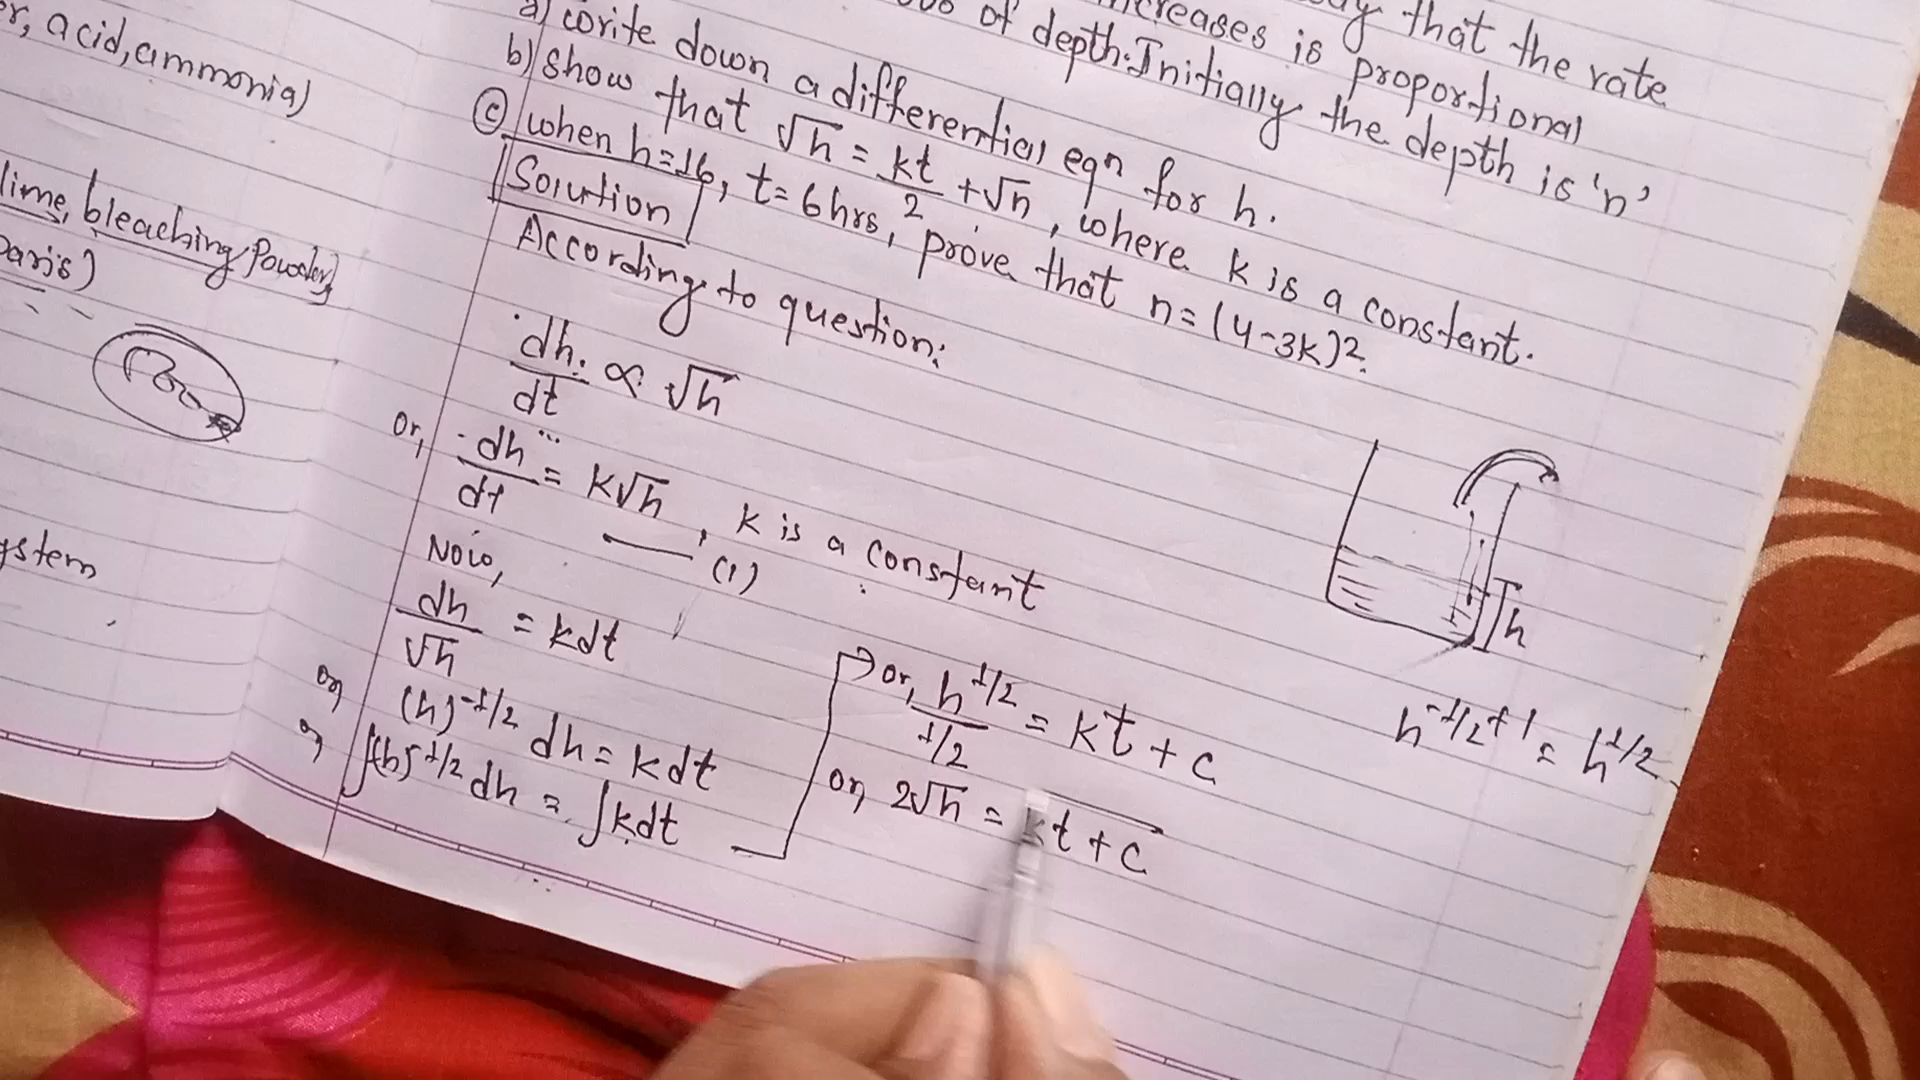 that the rate
increases is proportional
of depth. Initially the depth is 'n'
a) write down a differential eqn for h.
b) Show that √h = kt/2 + √n, where k is a constant.
c) when h=16, t=6hrs, prove that n=(4-3k)2.
Solution
According to question:
dh/dt ∝ √h
or, dh/dt = k√h, k is a constant
(1)
Now,
dh/√h = kdt
or (h)^-1/2 dh = kdt
or ∫(h)^-1/2 dh = ∫kdt
→ or, h^1/2 / 1/2 = kt + c
or, 2√h = kt + c
h
h^-1/2+1 = h^1/2
acid, ammonia)
lime, bleaching Powder,
Paris)
ystem